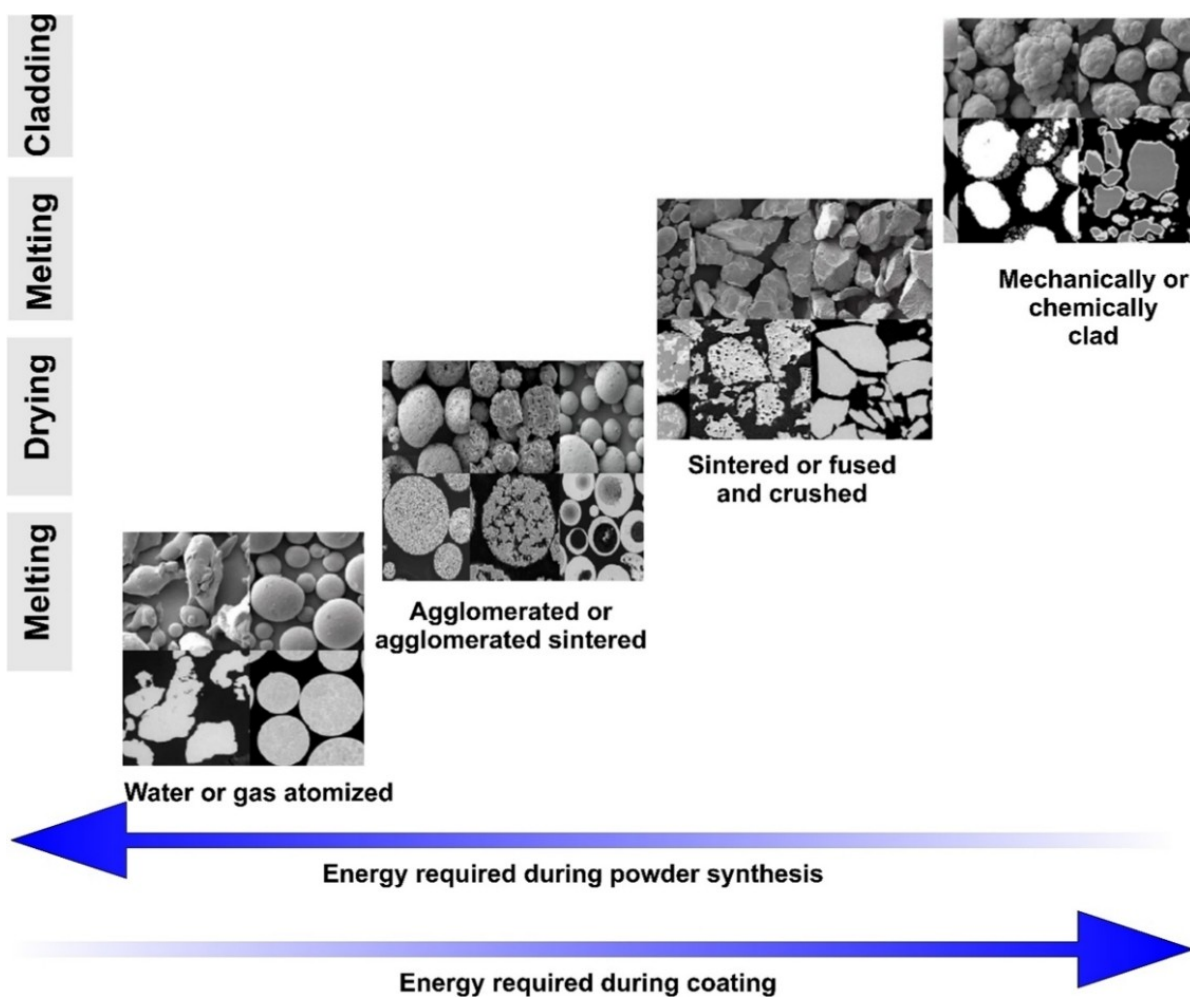 Cladding
Melting
Drying
Melting
Mechanically or
chemically
clad
Sintered or fused
and crushed
Agglomerated or
agglomerated sintered
Water or gas atomized
Energy required during powder synthesis
Energy required during coating